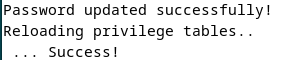 Password updated successfully!
Reloading privilege tables..
 ... Success!